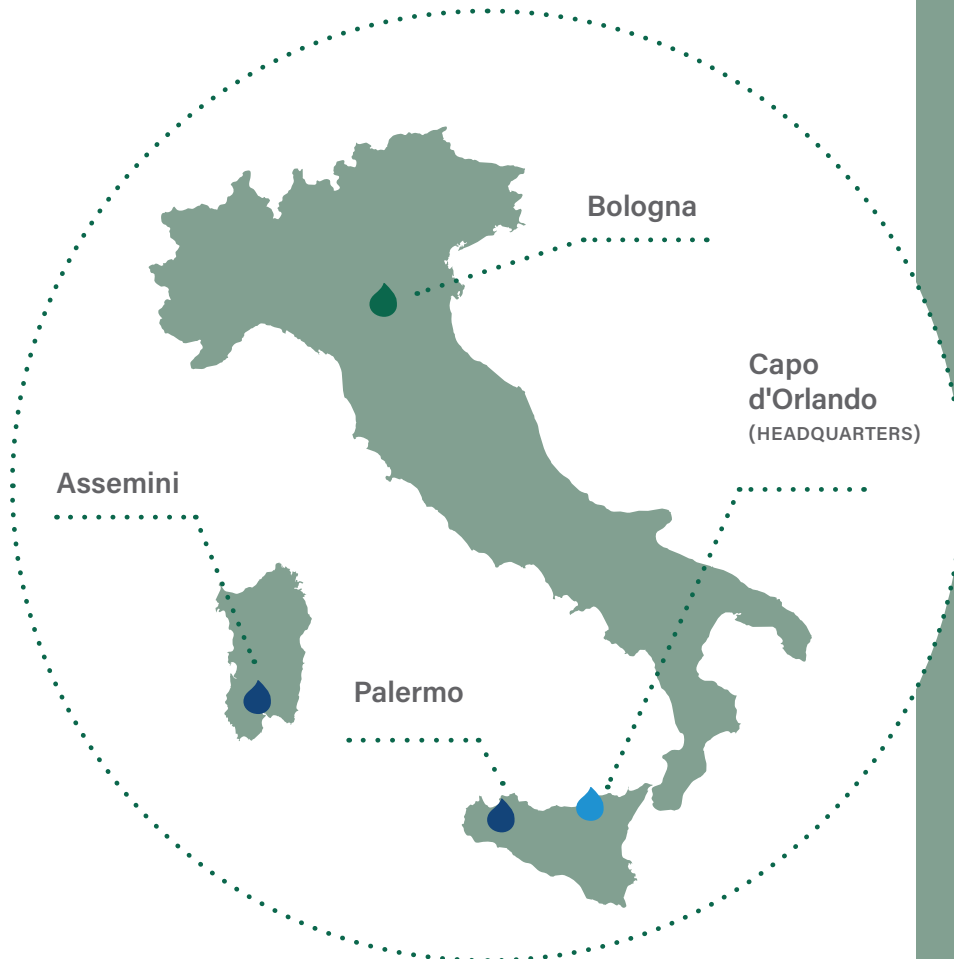 Bologna
Capo
d'Orlando
(HEADQUARTERS)
Assemini
Palermo